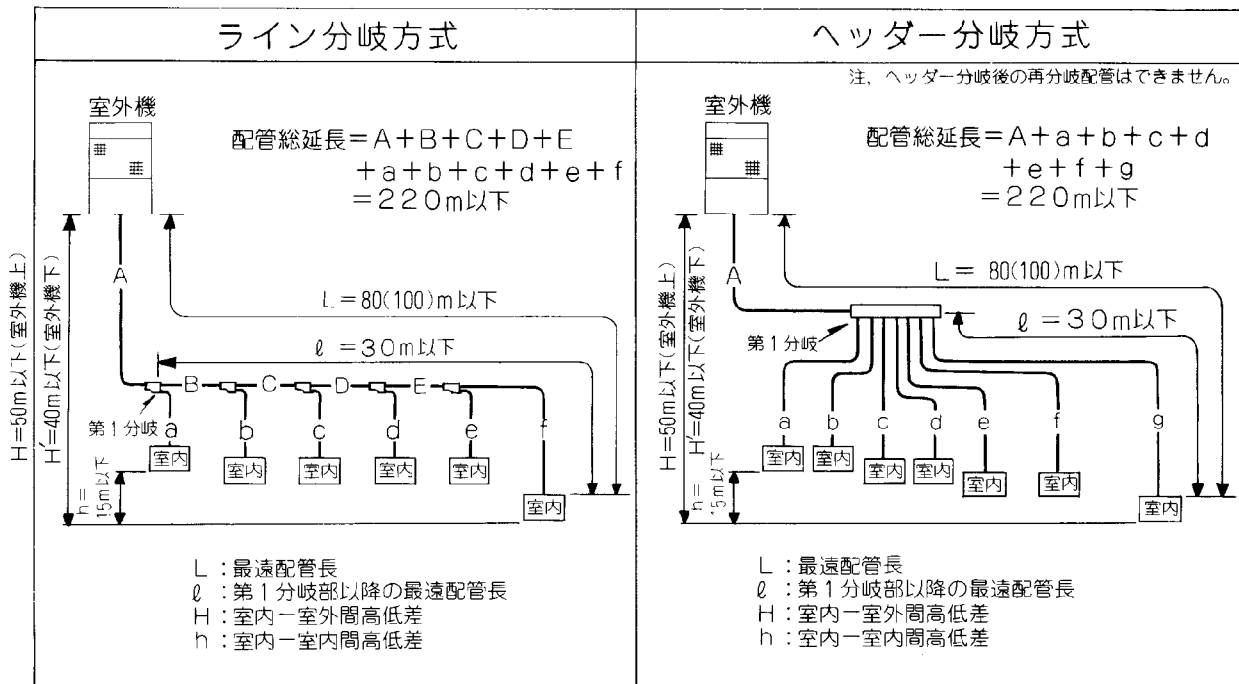 ライン分岐方式
室外機
配管総延長=A+B+C+D+E
+a+b+c+d+e+f
=220m以下
A
L= 80(100)m以下
ℓ =30m以下
B C D E
第1分岐
a b c d e f
室内 室内 室内 室内 室内 室内
H=50m以下(室外機上)
H'=40m以下(室外機下)
h=
15m以下
L:最遠配管長
ℓ:第1分岐部以降の最遠配管長
H:室内ー室外間高低差
h:室内ー室内間高低差
ヘッダー分岐方式
注、ヘッダー分岐後の再分岐配管はできません。
室外機
配管総延長=A+a+b+c+d
+e+f+g
=220m以下
A
L= 80(100)m以下
ℓ =30m以下
第1分岐
a b c d e f g
室内 室内 室内 室内 室内 室内 室内
H=50m以下(室外機上)
H'=40m以下(室外機下)
h=
15m以下
L:最遠配管長
ℓ:第1分岐部以降の最遠配管長
H:室内ー室外間高低差
h:室内ー室内間高低差